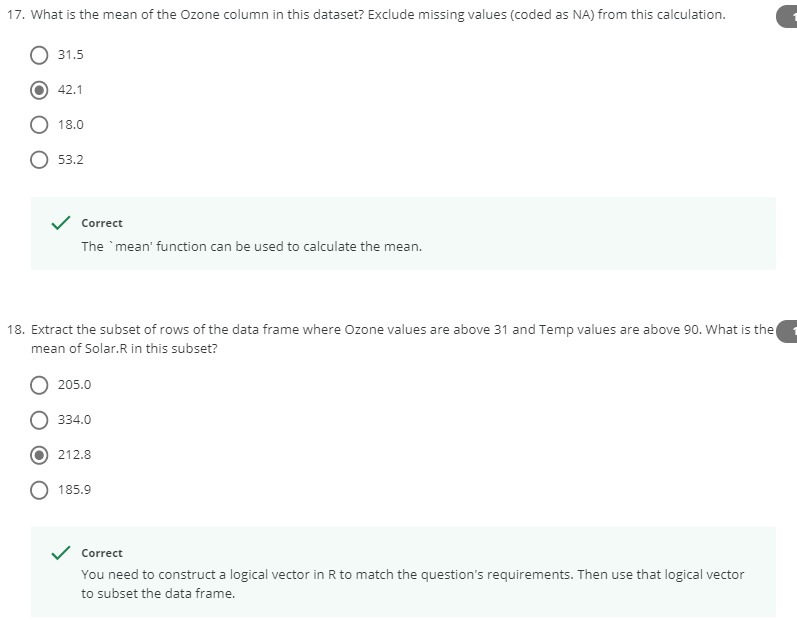 17. What is the mean of the Ozone column in this dataset? Exclude missing values (coded as NA) from this calculation.
31.5
42.1
18.0
53.2
Correct
The `mean' function can be used to calculate the mean.
18. Extract the subset of rows of the data frame where Ozone values are above 31 and Temp values are above 90. What is the
mean of Solar.R in this subset?
205.0
334.0
212.8
185.9
Correct
You need to construct a logical vector in R to match the question's requirements. Then use that logical vector
to subset the data frame.